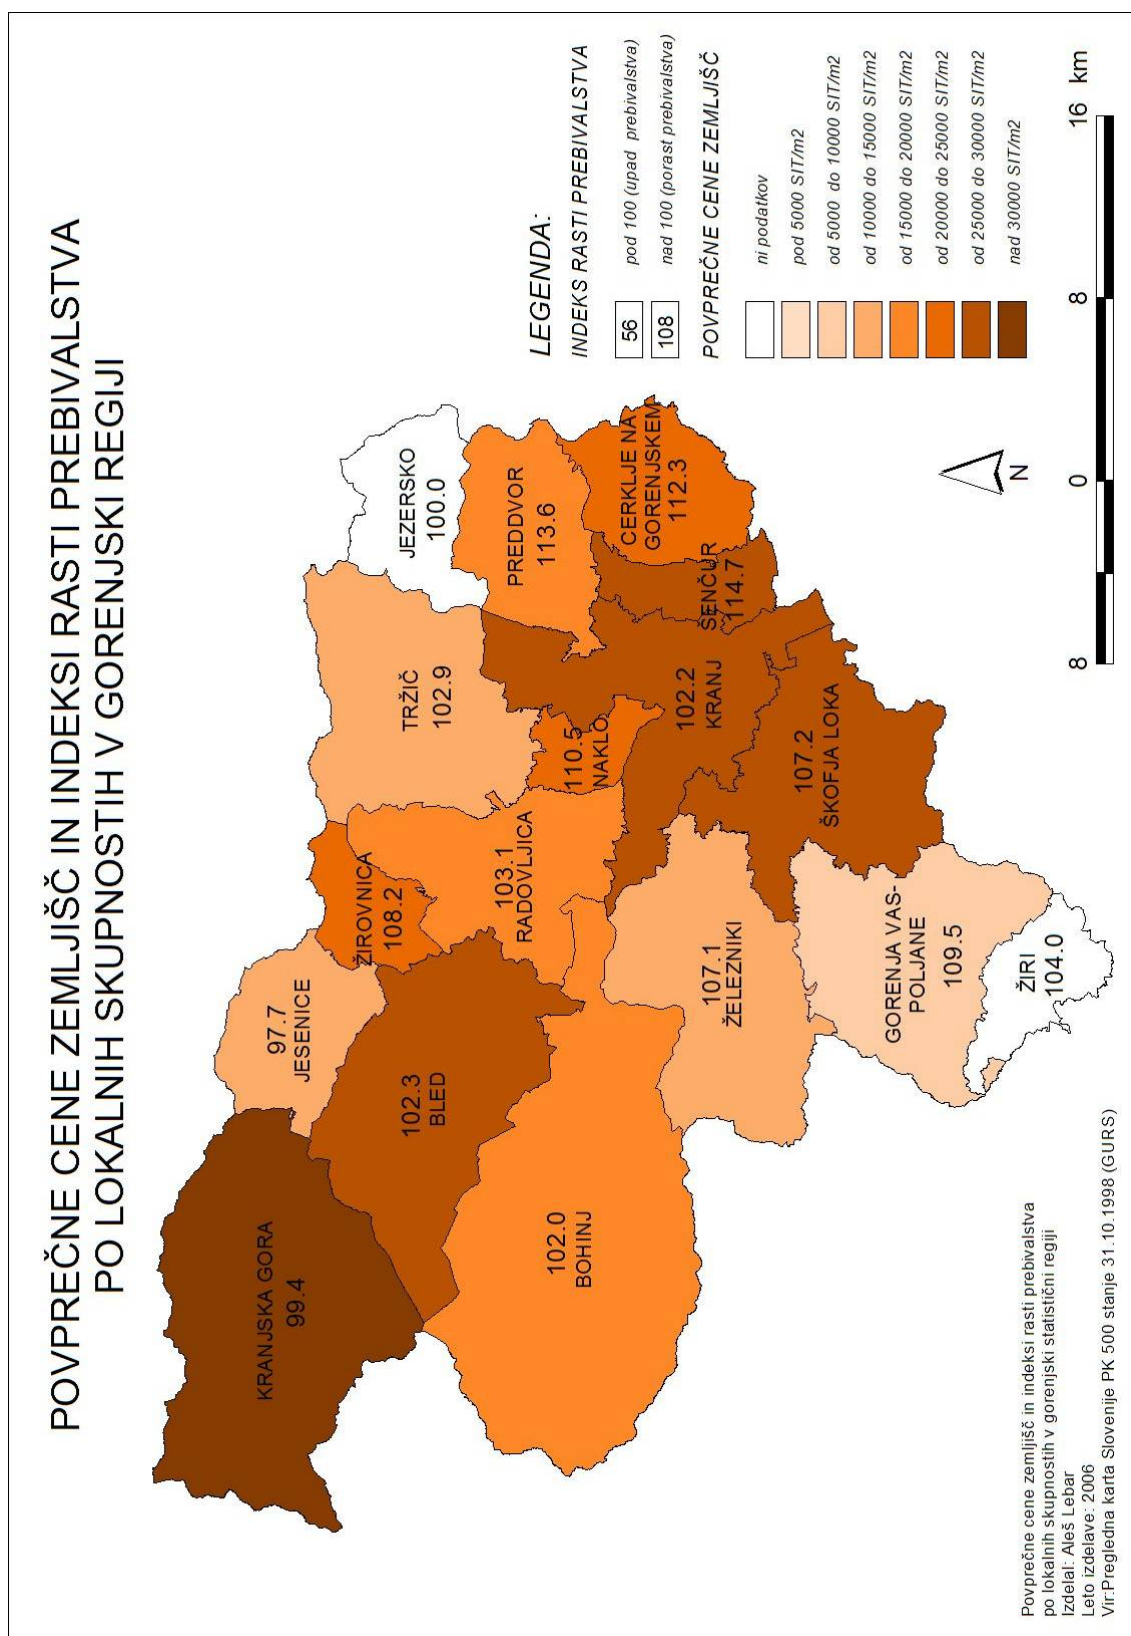 POVPREČNE CENE ZEMLJIŠČ IN INDEKSI RASTI PREBIVALSTVA
PO LOKALNIH SKUPNOSTIH V GORENJSKI REGIJI
KRANJSKA GORA
99.4
97.7
JESENICE
ŽIROVNICA
108.2
TRŽIČ
102.9
JEZERSKO
100.0
102.3
BLED
103.1
RADOVLJICA
PREDDVOR
113.6
102.0
BOHINJ
110.5
NAKLO
CERKLJE NA
GORENJSKEM
112.3
102.2
KRANJ
ŠENČUR
114.7
107.1
ŽELEZNIKI
107.2
ŠKOFJA LOKA
GORENJA VAS-
POLJANE
109.5
ŽIRI
104.0
LEGENDA:
INDEKS RASTI PREBIVALSTVA
56 pod 100 (upad prebivalstva)
108 nad 100 (porast prebivalstva)
POVPREČNE CENE ZEMLJIŠČ
ni podatkov
pod 5000 SIT/m2
od 5000 do 10000 SIT/m2
od 10000 do 15000 SIT/m2
od 15000 do 20000 SIT/m2
od 20000 do 25000 SIT/m2
od 25000 do 30000 SIT/m2
nad 30000 SIT/m2
N
8 0 8 16 km
Povprečne cene zemljišč in indeksi rasti prebivalstva
po lokalnih skupnostih v gorenjski statistični regiji
Izdelal: Aleš Lebar
Leto izdelave: 2006
Vir:Pregledna karta Slovenije PK 500 stanje 31.10.1998 (GURS)